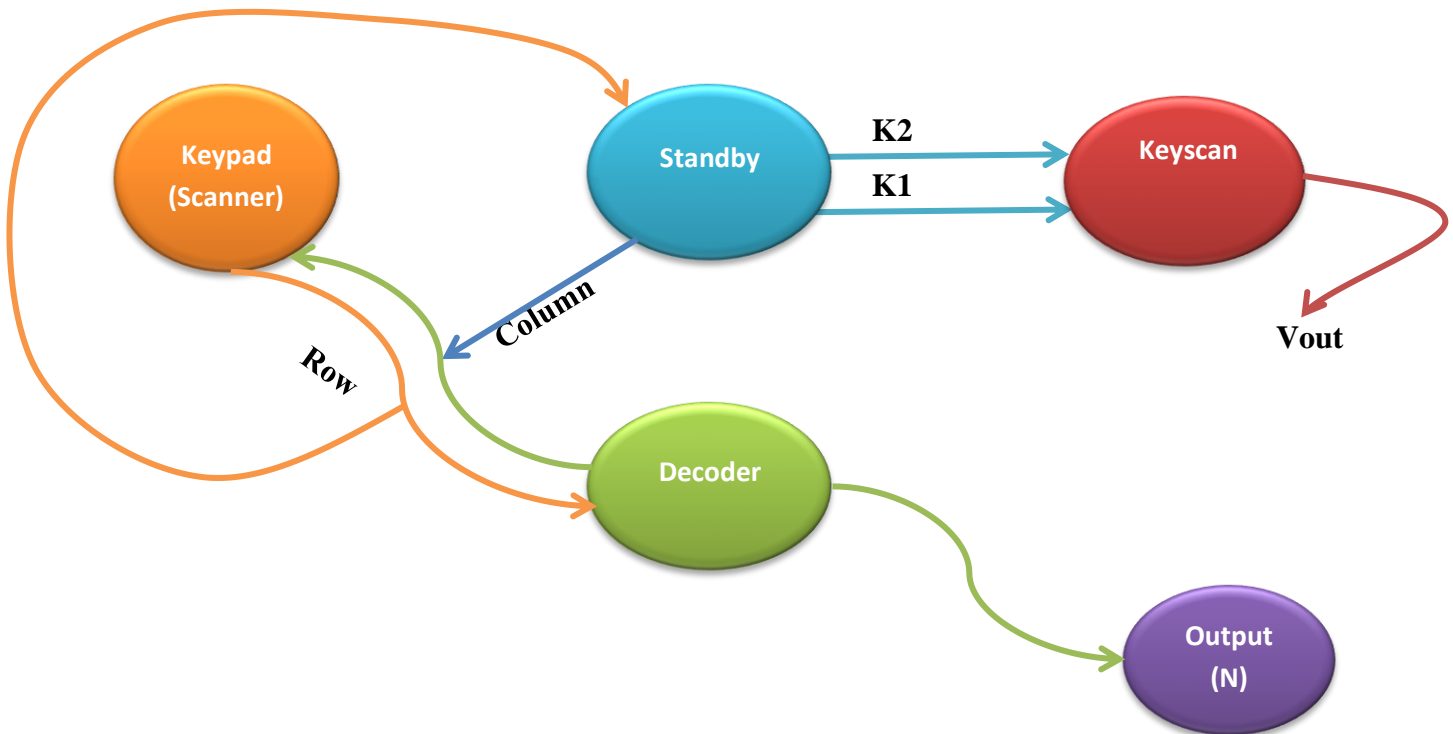 Keypad
(Scanner)
Standby
K2
K1
Keyscan
Vout
Column
Row
Decoder
Output
(N)